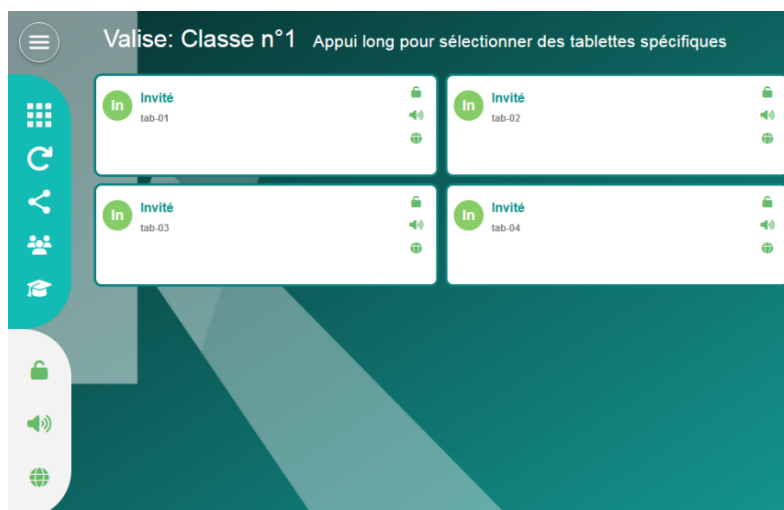 Valise: Classe n°1 Appui long pour sélectionner des tablettes spécifiques
In Invité
tab-01
In Invité
tab-02
In Invité
tab-03
In Invité
tab-04